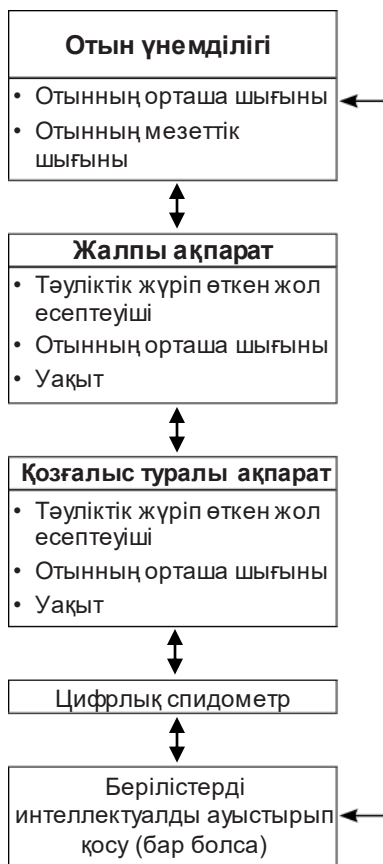 Отын үнемділігі
• Отынның орташа шығыны
• Отынның мезеттік
шығыны
Жалпы ақпарат
• Тәуліктік жүріп өткен жол
есептеуіші
• Отынның орташа шығыны
• Уақыт
Қозғалыс туралы ақпарат
• Тәуліктік жүріп өткен жол
есептеуіші
• Отынның орташа шығыны
• Уақыт
Цифрлық спидометр
Берілістерді
интеллектуалды ауыстырып
қосу (бар болса)